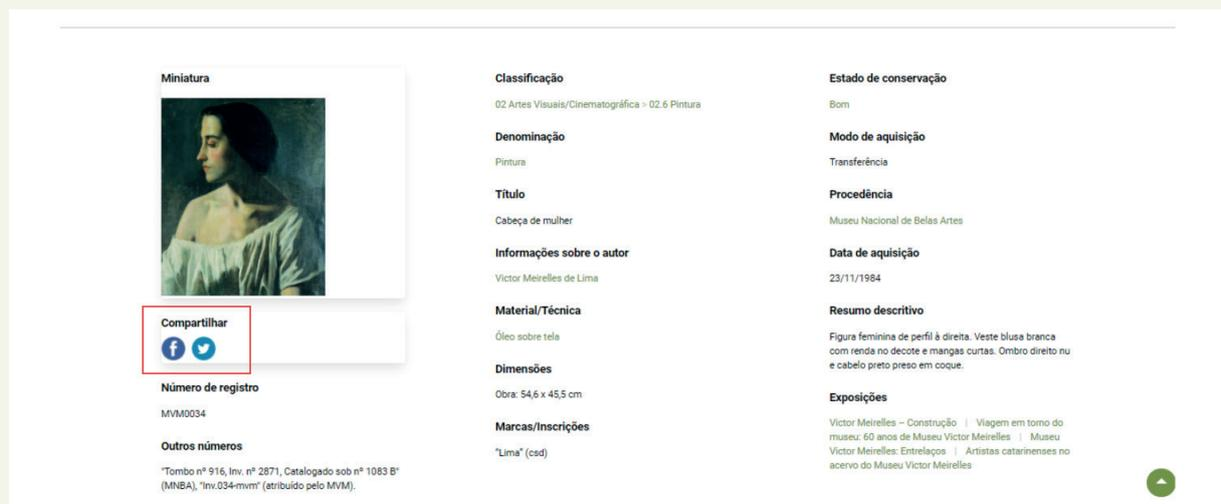 Miniatura
Compartilhar
Número de registro
MVM0034
Outros números
"Tombo nº 916, Inv. nº 2871, Catalogado sob nº 1083 B"
(MNBA), "Inv.034-mvm" (atribuído pelo MVM).
Classificação
02 Artes Visuais/Cinematográfica > 02.6 Pintura
Denominação
Pintura
Título
Cabeça de mulher
Informações sobre o autor
Victor Meirelles de Lima
Material/Técnica
Óleo sobre tela
Dimensões
Obra: 54,6 x 45,5 cm
Marcas/Inscrições
"Lima" (csd)
Estado de conservação
Bom
Modo de aquisição
Transferência
Procedência
Museu Nacional de Belas Artes
Data de aquisição
23/11/1984
Resumo descritivo
Figura feminina de perfil à direita. Veste blusa branca
com renda no decote e mangas curtas. Ombro direito nu
e cabelo preto preso em coque.
Exposições
Victor Meirelles – Construção | Viagem em torno do
museu: 60 anos de Museu Victor Meirelles | Museu
Victor Meirelles: Entrelaços | Artistas catarinenses no
acervo do Museu Victor Meirelles